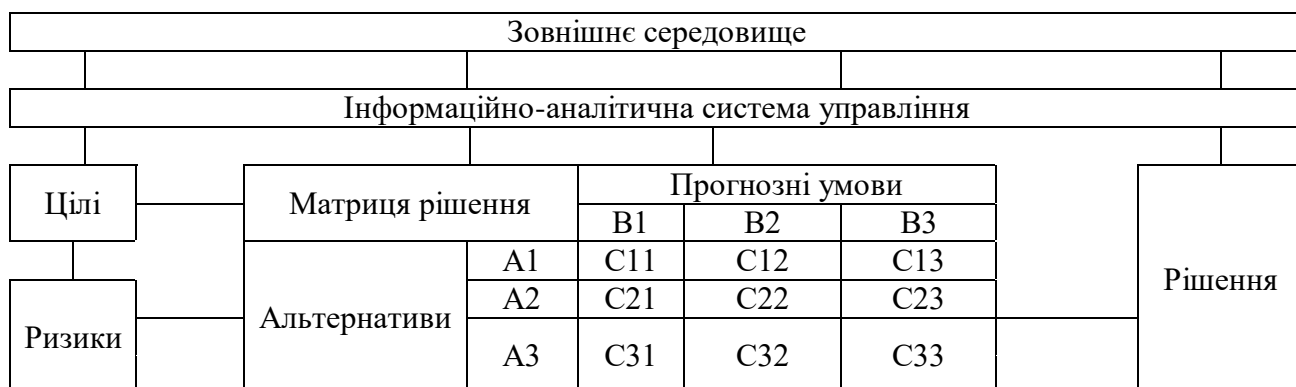 Зовнішнє середовище
Інформаційно-аналітична система управління
Цілі
Матриця рішення
Прогнозні умови
В1 В2 В3
Альтернативи
А1 С11 С12 С13
А2 С21 С22 С23
А3 С31 С32 С33
Ризики
Рішення